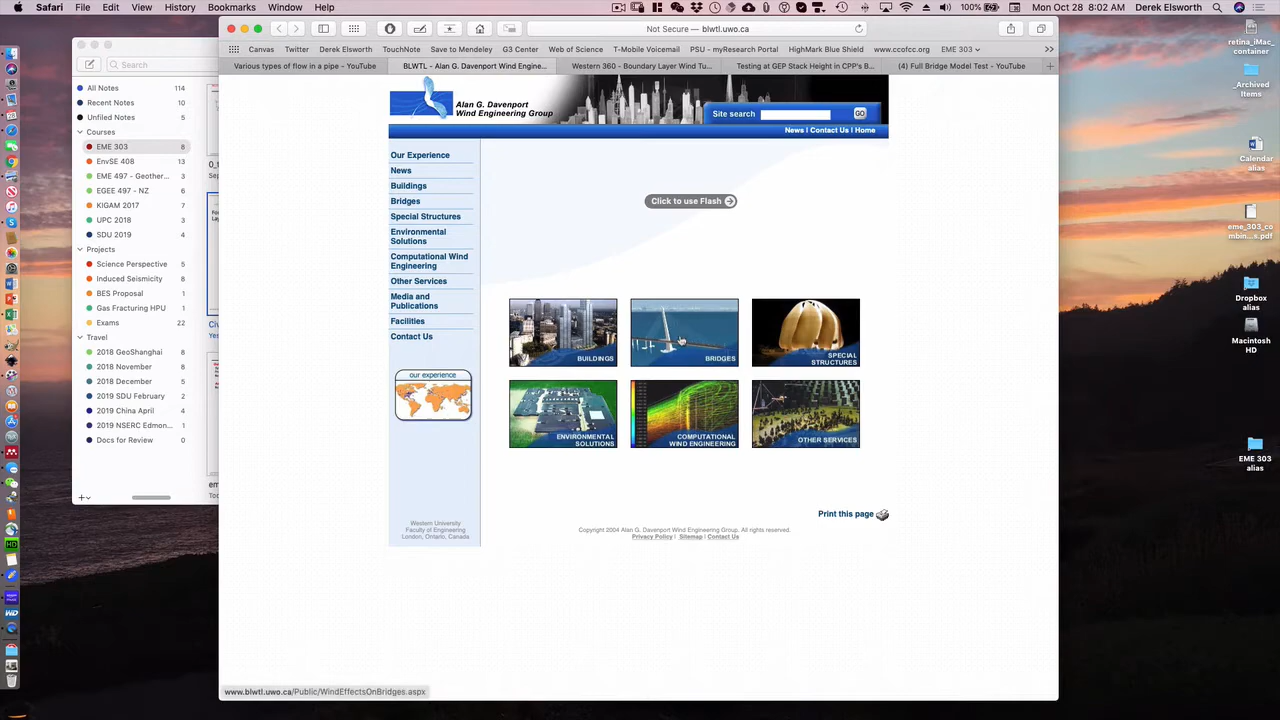 Safari File Edit View History Bookmarks Window Help
100% Mon Oct 28 8:02 AM Derek Elsworth
Not Secure — blwtl.uwo.ca
Canvas Twitter Derek Elsworth TouchNote Save to Mendeley G3 Center Web of Science T-Mobile Voicemail PSU - myResearch Portal HighMark Blue Shield www.ccofcc.org EME 303
Various types of flow in a pipe - YouTube
BLWTL - Alan G. Davenport Wind Engine...
Western 360 - Boundary Layer Wind Tu...
Testing at GEP Stack Height in CPP's B...
(4) Full Bridge Model Test - YouTube
Search
All Notes 114
Recent Notes 10
Unfiled Notes 5
Courses
EME 303 8
EnvSE 408 13
EME 497 - Geother... 3
EGEE 497 - NZ 6
KIGAM 2017 7
UPC 2018 3
SDU 2019 4
Projects
Science Perspective 5
Induced Seismicity 8
BES Proposal 1
Gas Fracturing HPU 1
Exams 22
Travel
2018 GeoShanghai 8
2018 November 8
2018 December 5
2019 SDU February 2
2019 China April 4
2019 NSERC Edmon... 1
Docs for Review 0
Alan G. Davenport
Wind Engineering Group
Site search GO
News | Contact Us | Home
Our Experience
News
Buildings
Bridges
Special Structures
Environmental
Solutions
Computational Wind
Engineering
Other Services
Media and
Publications
Facilities
Contact Us
our experience
Western University
Faculty of Engineering
London, Ontario, Canada
Click to use Flash
BUILDINGS
BRIDGES
SPECIAL
STRUCTURES
ENVIRONMENTAL
SOLUTIONS
COMPUTATIONAL
WIND ENGINEERING
OTHER SERVICES
Print this page
Copyright 2004 Alan G. Davenport Wind Engineering Group. All rights reserved.
Privacy Policy | Sitemap | Contact Us
www.blwtl.uwo.ca/Public/WindEffectsOnBridges.aspx
retina_iMac_
container
_Archived
Items
Calendar
alias
eme_303_co
mbin...s.pdf
Dropbox
alias
Macintosh
HD
EME 303
alias